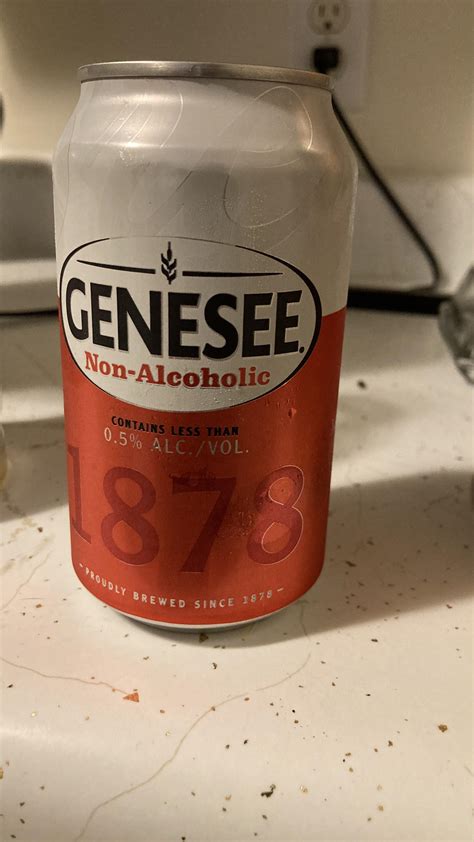 GENESEE.
Non-Alcoholic
CONTAINS LESS THAN
0.5% ALC./VOL.
1878
- PROUDLY BREWED SINCE 1878 -